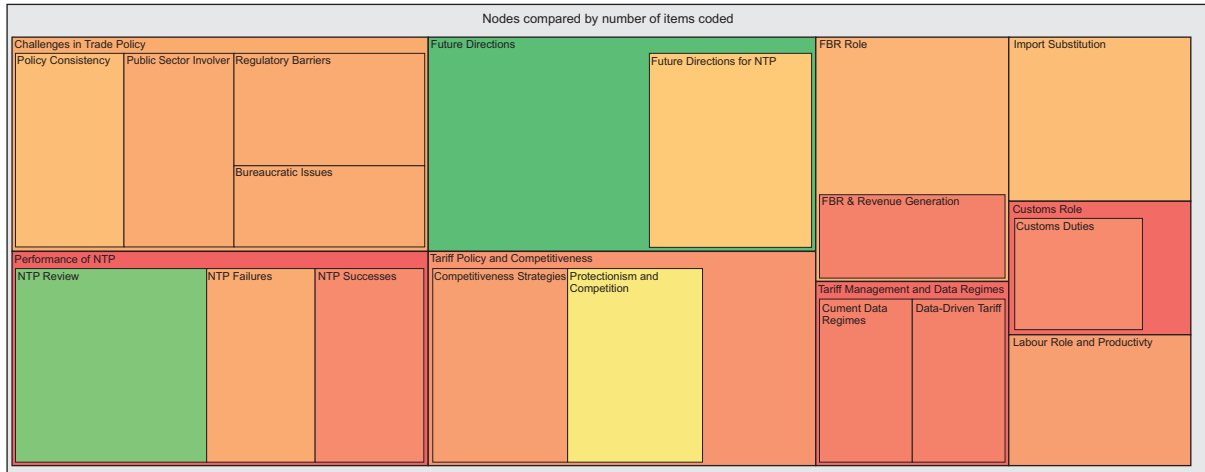 Nodes compared by number of items coded
Challenges in Trade Policy
Policy Consistency
Public Sector Involver
Regulatory Barriers
Bureaucratic Issues
Performance of NTP
NTP Review
NTP Failures
NTP Successes
Future Directions
Future Directions for NTP
Tariff Policy and Competitiveness
Competitiveness Strategies
Protectionism and
Competition
FBR Role
FBR & Revenue Generation
Tariff Management and Data Regimes
Cument Data
Regimes
Data-Driven Tariff
Import Substitution
Customs Role
Customs Duties
Labour Role and Productivty